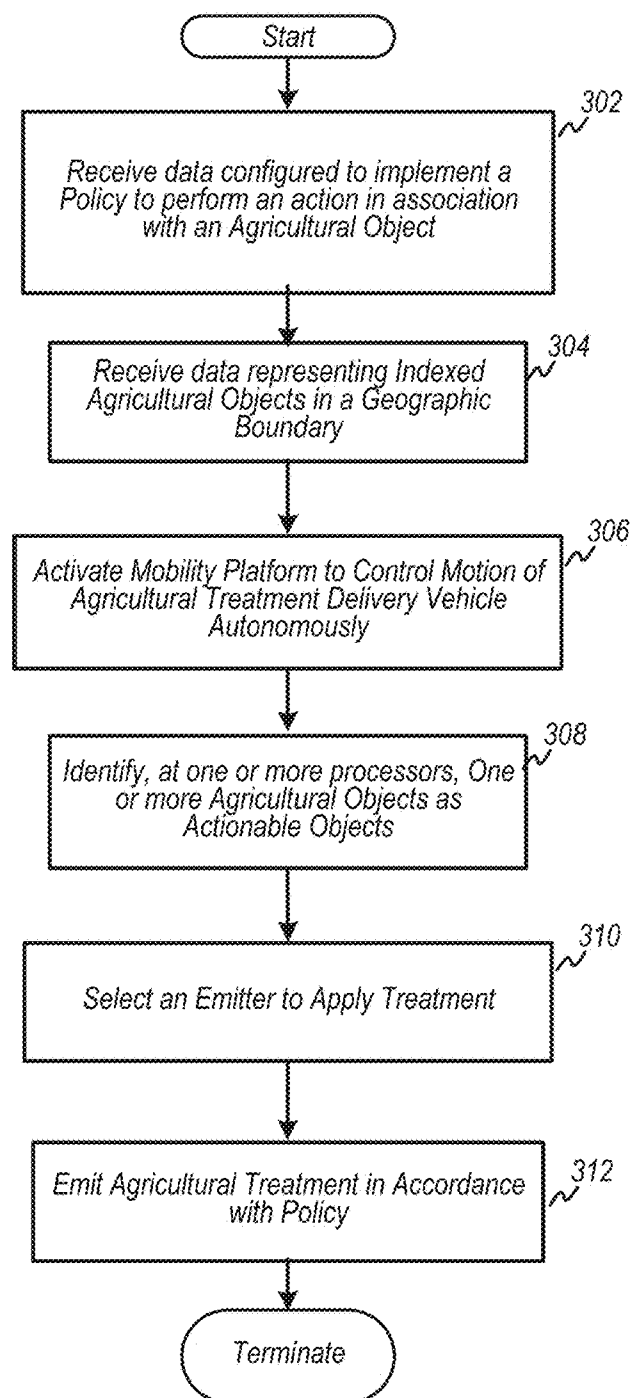 Start
302
Receive data configured to implement a
Policy to perform an action in association
with an Agricultural Object
304
Receive data representing Indexed
Agricultural Objects in a Geographic
Boundary
306
Activate Mobility Platform to Control Motion of
Agricultural Treatment Delivery Vehicle
Autonomously
308
Identify, at one or more processors, One
or more Agricultural Objects as
Actionable Objects
310
Select an Emitter to Apply Treatment
312
Emit Agricultural Treatment in Accordance
with Policy
Terminate